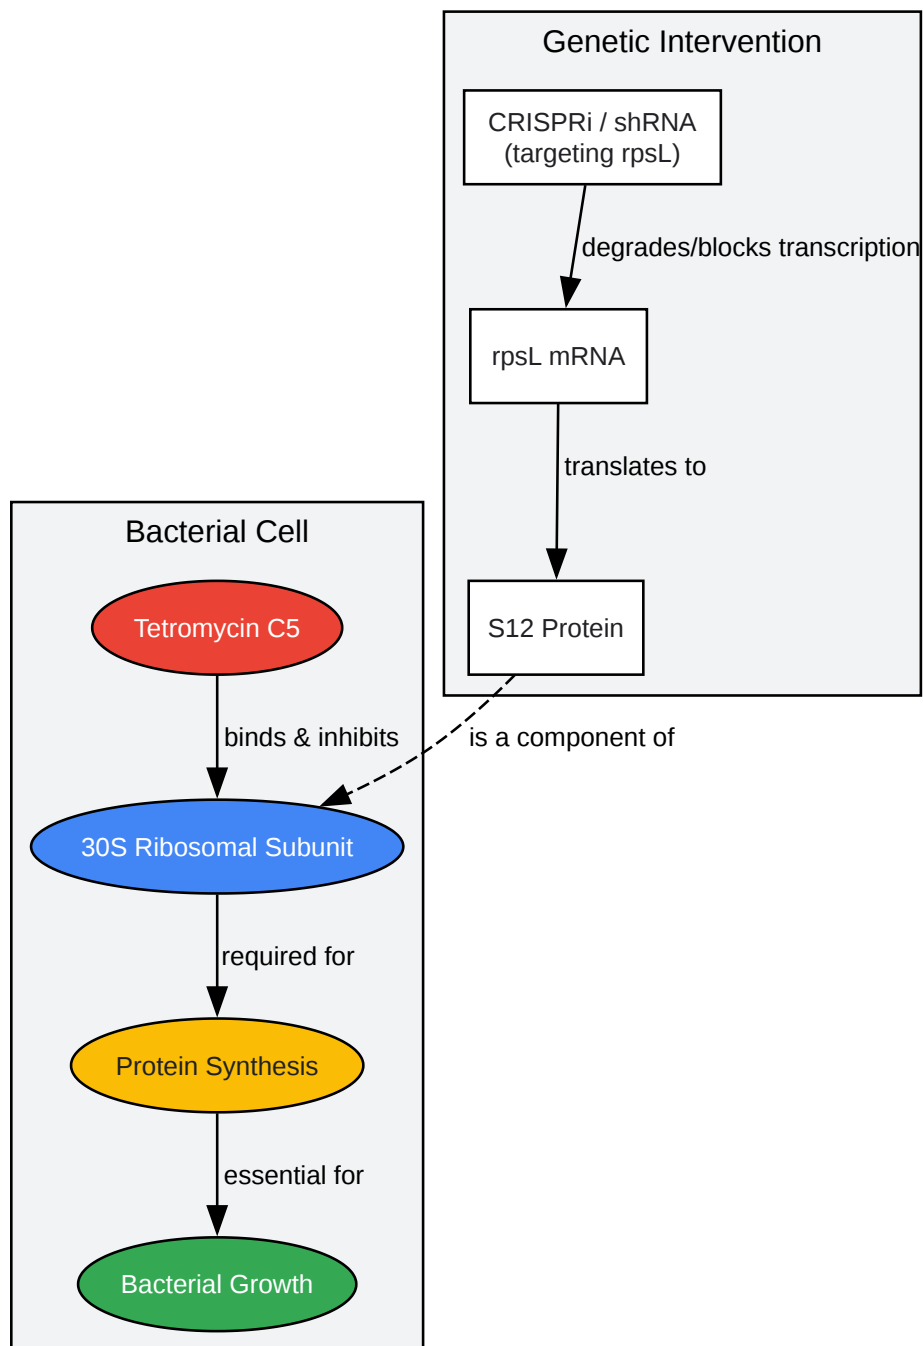 Genetic Intervention
CRISPRi / shRNA
(targeting rpsL)
degrades/blocks transcription
rpsL mRNA
translates to
S12 Protein
is a component of
Bacterial Cell
Tetromycin C5
binds & inhibits
30S Ribosomal Subunit
required for
Protein Synthesis
essential for
Bacterial Growth